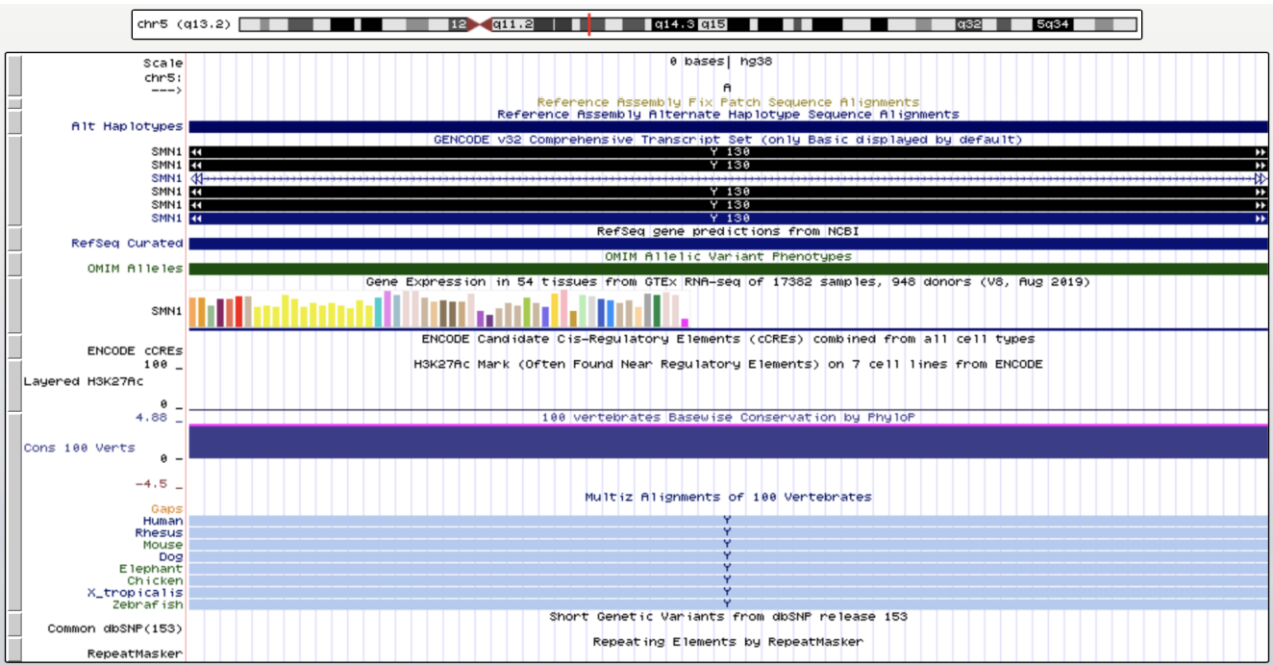 chr5 (q13.2) 12 q11.2 q14.3 q15 q32 5q34
Scale 0 bases| hg38
chr5:
---> A
Reference Assembly Fix Patch Sequence Alignments
Reference Assembly Alternate Haplotype Sequence Alignments
Alt Haplotypes
GENCODE v32 Comprehensive Transcript Set (only Basic displayed by default)
SMN1 Y 130
SMN1 Y 130
SMN1
SMN1 Y 130
SMN1 Y 130
SMN1 Y 130
RefSeq gene predictions from NCBI
RefSeq Curated
OMIM Allelic Variant Phenotypes
OMIM Alleles
Gene Expression in 54 tissues from GTEx RNA-seq of 17382 samples, 948 donors (V8, Aug 2019)
SMN1
ENCODE Candidate Cis-Regulatory Elements (cCREs) combined from all cell types
ENCODE cCREs
H3K27Ac Mark (Often Found Near Regulatory Elements) on 7 cell lines from ENCODE
100 _
Layered H3K27Ac
0 _
100 vertebrates Basewise Conservation by PhyloP
4.88 _
Cons 100 Verts
0 -
-4.5 _
Multiz Alignments of 100 Vertebrates
Gaps
Human Y
Rhesus Y
Mouse Y
Dog Y
Elephant Y
Chicken Y
X_tropicalis Y
Zebrafish Y
Short Genetic Variants from dbSNP release 153
Common dbSNP(153)
Repeating Elements by RepeatMasker
RepeatMasker